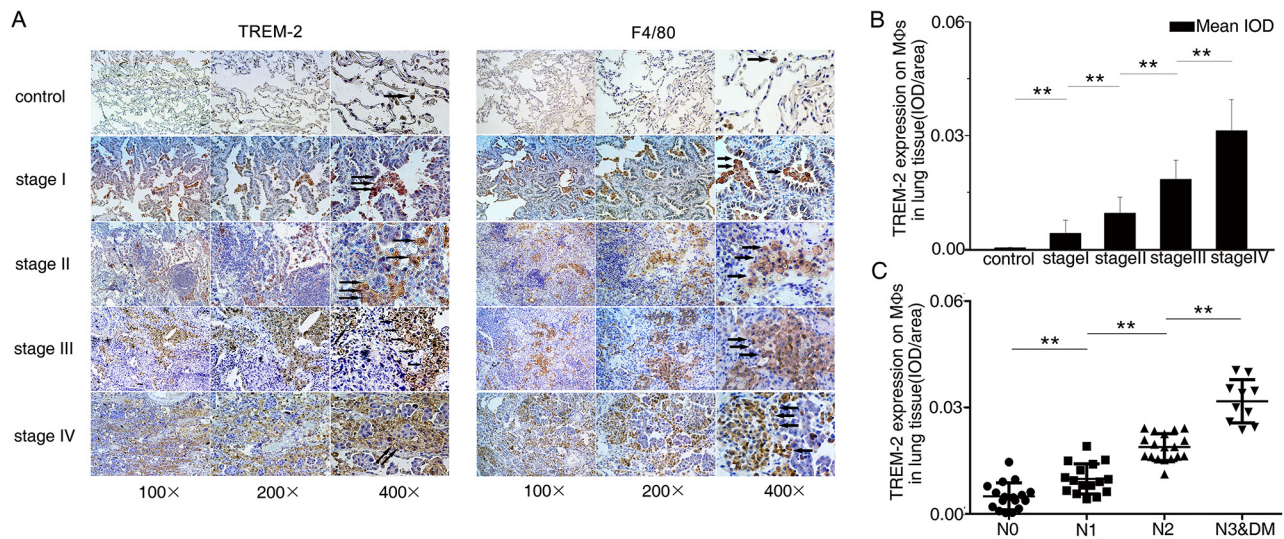 A
TREM-2
F4/80
control
stage I
stage II
stage III
stage IV
100×
200×
400×
100×
200×
400×
B
TREM-2 expression on MΦs
in lung tissue(IOD/area)
0.06
0.03
0.00
Mean IOD
**
**
**
**
control
stageI
stageII
stageIII
stageIV
C
TREM-2 expression on MΦs
in lung tissue(IOD/area)
0.06
0.03
0.00
**
**
**
N0
N1
N2
N3&DM